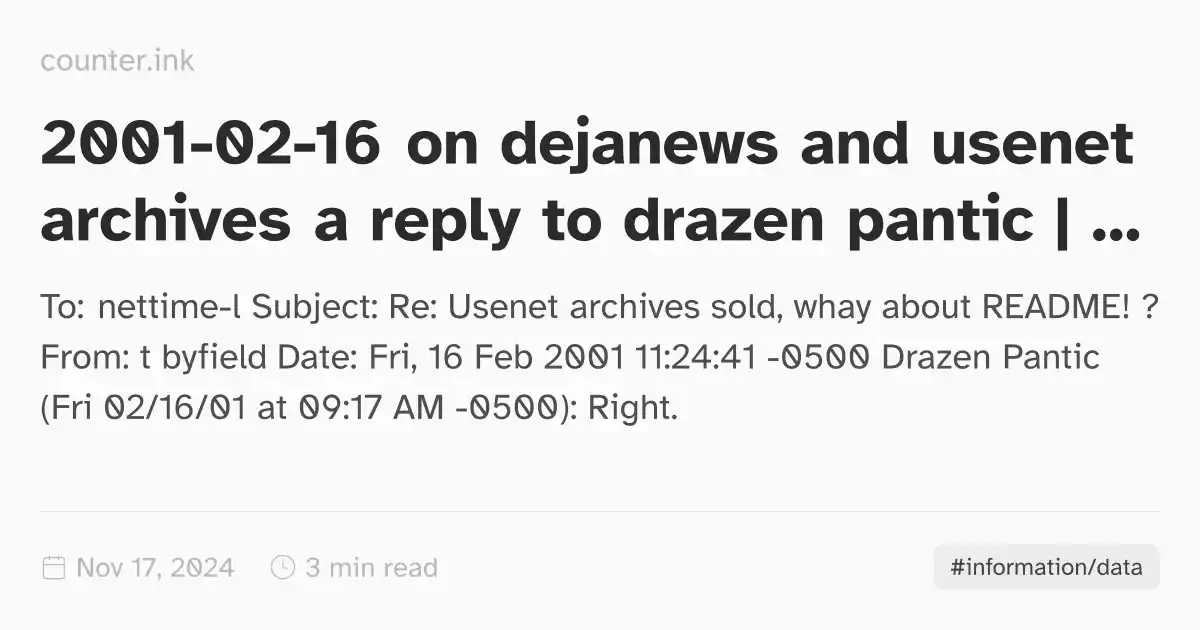 counter.ink
2001-02-16 on dejanews and usenet
archives a reply to drazen pantic | ...
To: nettime-l Subject: Re: Usenet archives sold, whay about README! ?
From: t byfield Date: Fri, 16 Feb 2001 11:24:41 -0500 Drazen Pantic
(Fri 02/16/01 at 09:17 AM -0500): Right.
Nov 17, 2024 3 min read #information/data